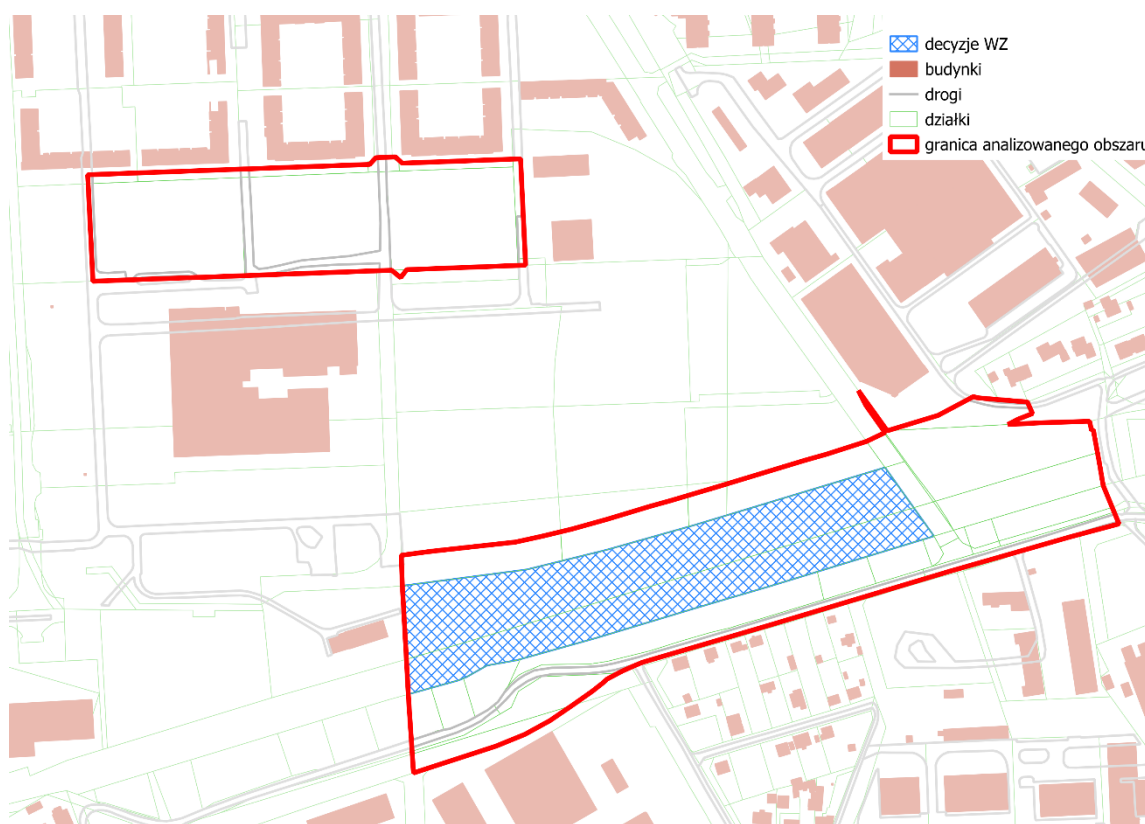 decyzje WZ
budynki
drogi
działki
granica analizowanego obszaru